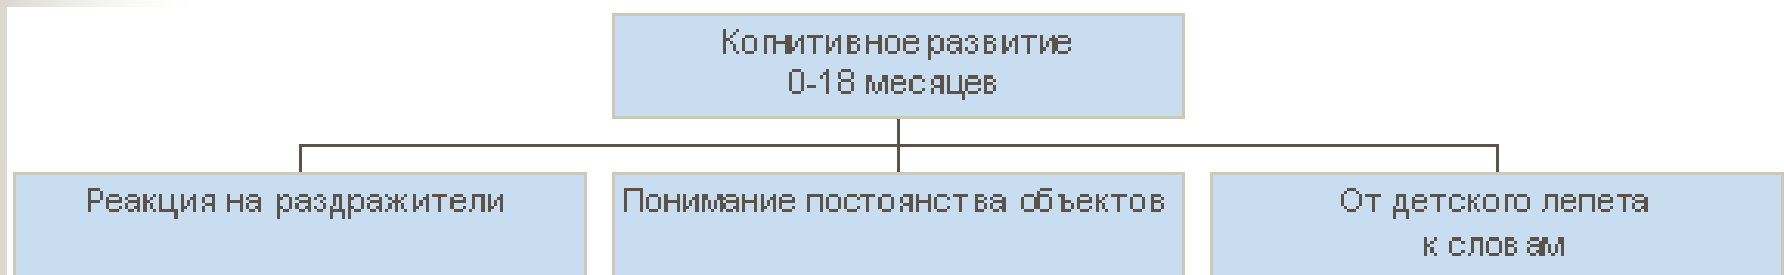 Когнитивное развитие
0-18 месяцев
Реакция на раздражители
Понимание постоянства объектов
От детского лепета
к словам